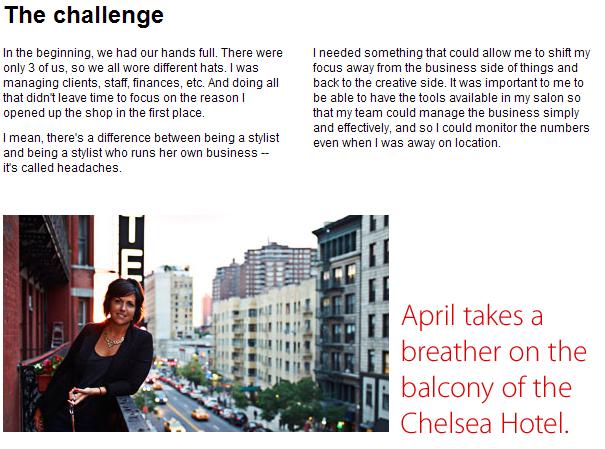 The challenge
In the beginning, we had our hands full. There were
only 3 of us, so we all wore different hats. I was
managing clients, staff, finances, etc. And doing all
that didn't leave time to focus on the reason I
opened up the shop in the first place.
I mean, there's a difference between being a stylist
and being a stylist who runs her own business --
it's called headaches.
I needed something that could allow me to shift my
focus away from the business side of things and
back to the creative side. It was important to me to
be able to have the tools available in my salon so
that my team could manage the business simply
and effectively, and so I could monitor the numbers
even when I was away on location.
TE
April takes a
breather on the
balcony of the
Chelsea Hotel.